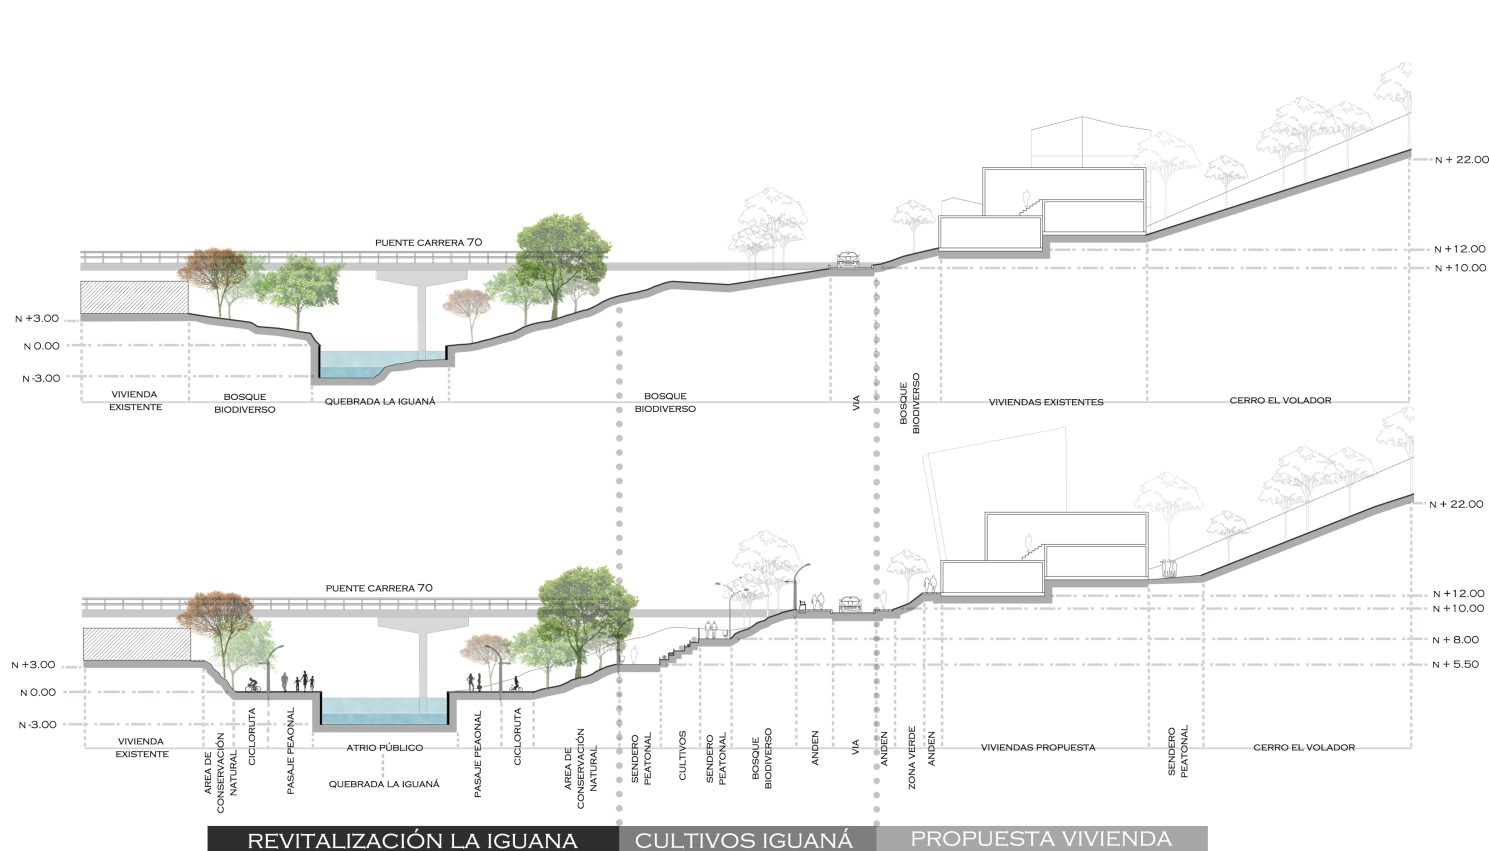 PUENTE CARRERA 70
N + 22.00
N +12.00
N +10.00
N +3.00
N 0.00
N -3.00
VIVIENDA
EXISTENTE
BOSQUE
BIODIVERSO
QUEBRADA LA IGUANÁ
BOSQUE
BIODIVERSO
VIA
BOSQUE
BIODIVERSO
VIVIENDAS EXISTENTES
CERRO EL VOLADOR
PUENTE CARRERA 70
N + 22.00
N +12.00
N +10.00
N + 8.00
N + 5.50
N +3.00
N 0.00
N -3.00
VIVIENDA
EXISTENTE
AREA DE
CONSERVACIÓN
NATURAL
CICLORUTA
PASAJE PEAONAL
ATRIO PÚBLICO
QUEBRADA LA IGUANÁ
PASAJE PEAONAL
CICLORUTA
AREA DE
CONSERVACIÓN
NATURAL
SENDERO
PEATONAL
CULTIVOS
SENDERO
PEATONAL
BOSQUE
BIODIVERSO
ANDEN
VIA
ANDEN
ZONA VERDE
ANDEN
VIVIENDAS PROPUESTA
SENDERO
PEATONAL
CERRO EL VOLADOR
REVITALIZACIÓN LA IGUANA
CULTIVOS IGUANÁ
PROPUESTA VIVIENDA